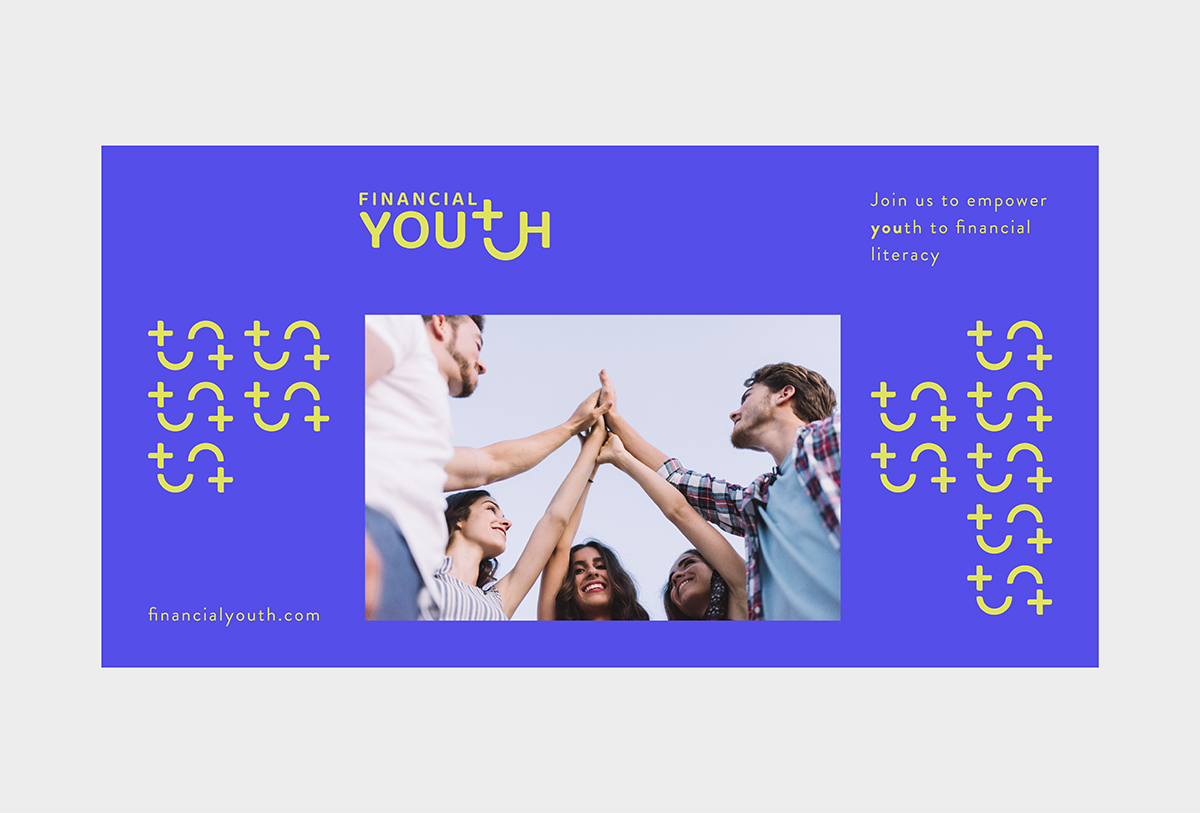 FINANCIAL
YOUTH
Join us to empower
youth to financial
literacy
financialyouth.com